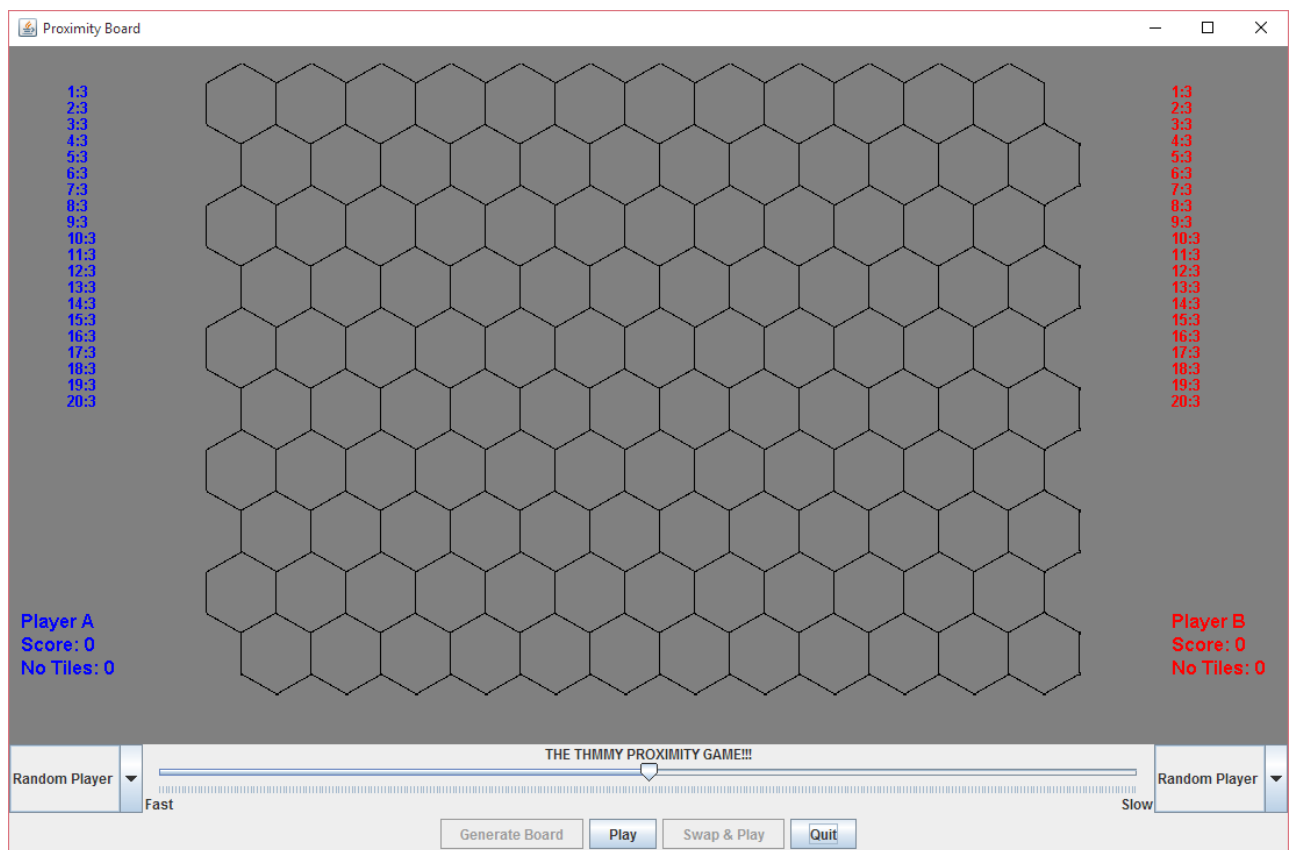 Proximity Board
1:3
2:3
3:3
4:3
5:3
6:3
7:3
8:3
9:3
10:3
11:3
12:3
13:3
14:3
15:3
16:3
17:3
18:3
19:3
20:3
Player A
Score: 0
No Tiles: 0
1:3
2:3
3:3
4:3
5:3
6:3
7:3
8:3
9:3
10:3
11:3
12:3
13:3
14:3
15:3
16:3
17:3
18:3
19:3
20:3
Player B
Score: 0
No Tiles: 0
THE THMMY PROXIMITY GAME!!!
Random Player
Fast
Slow
Random Player
Generate Board
Play
Swap & Play
Quit